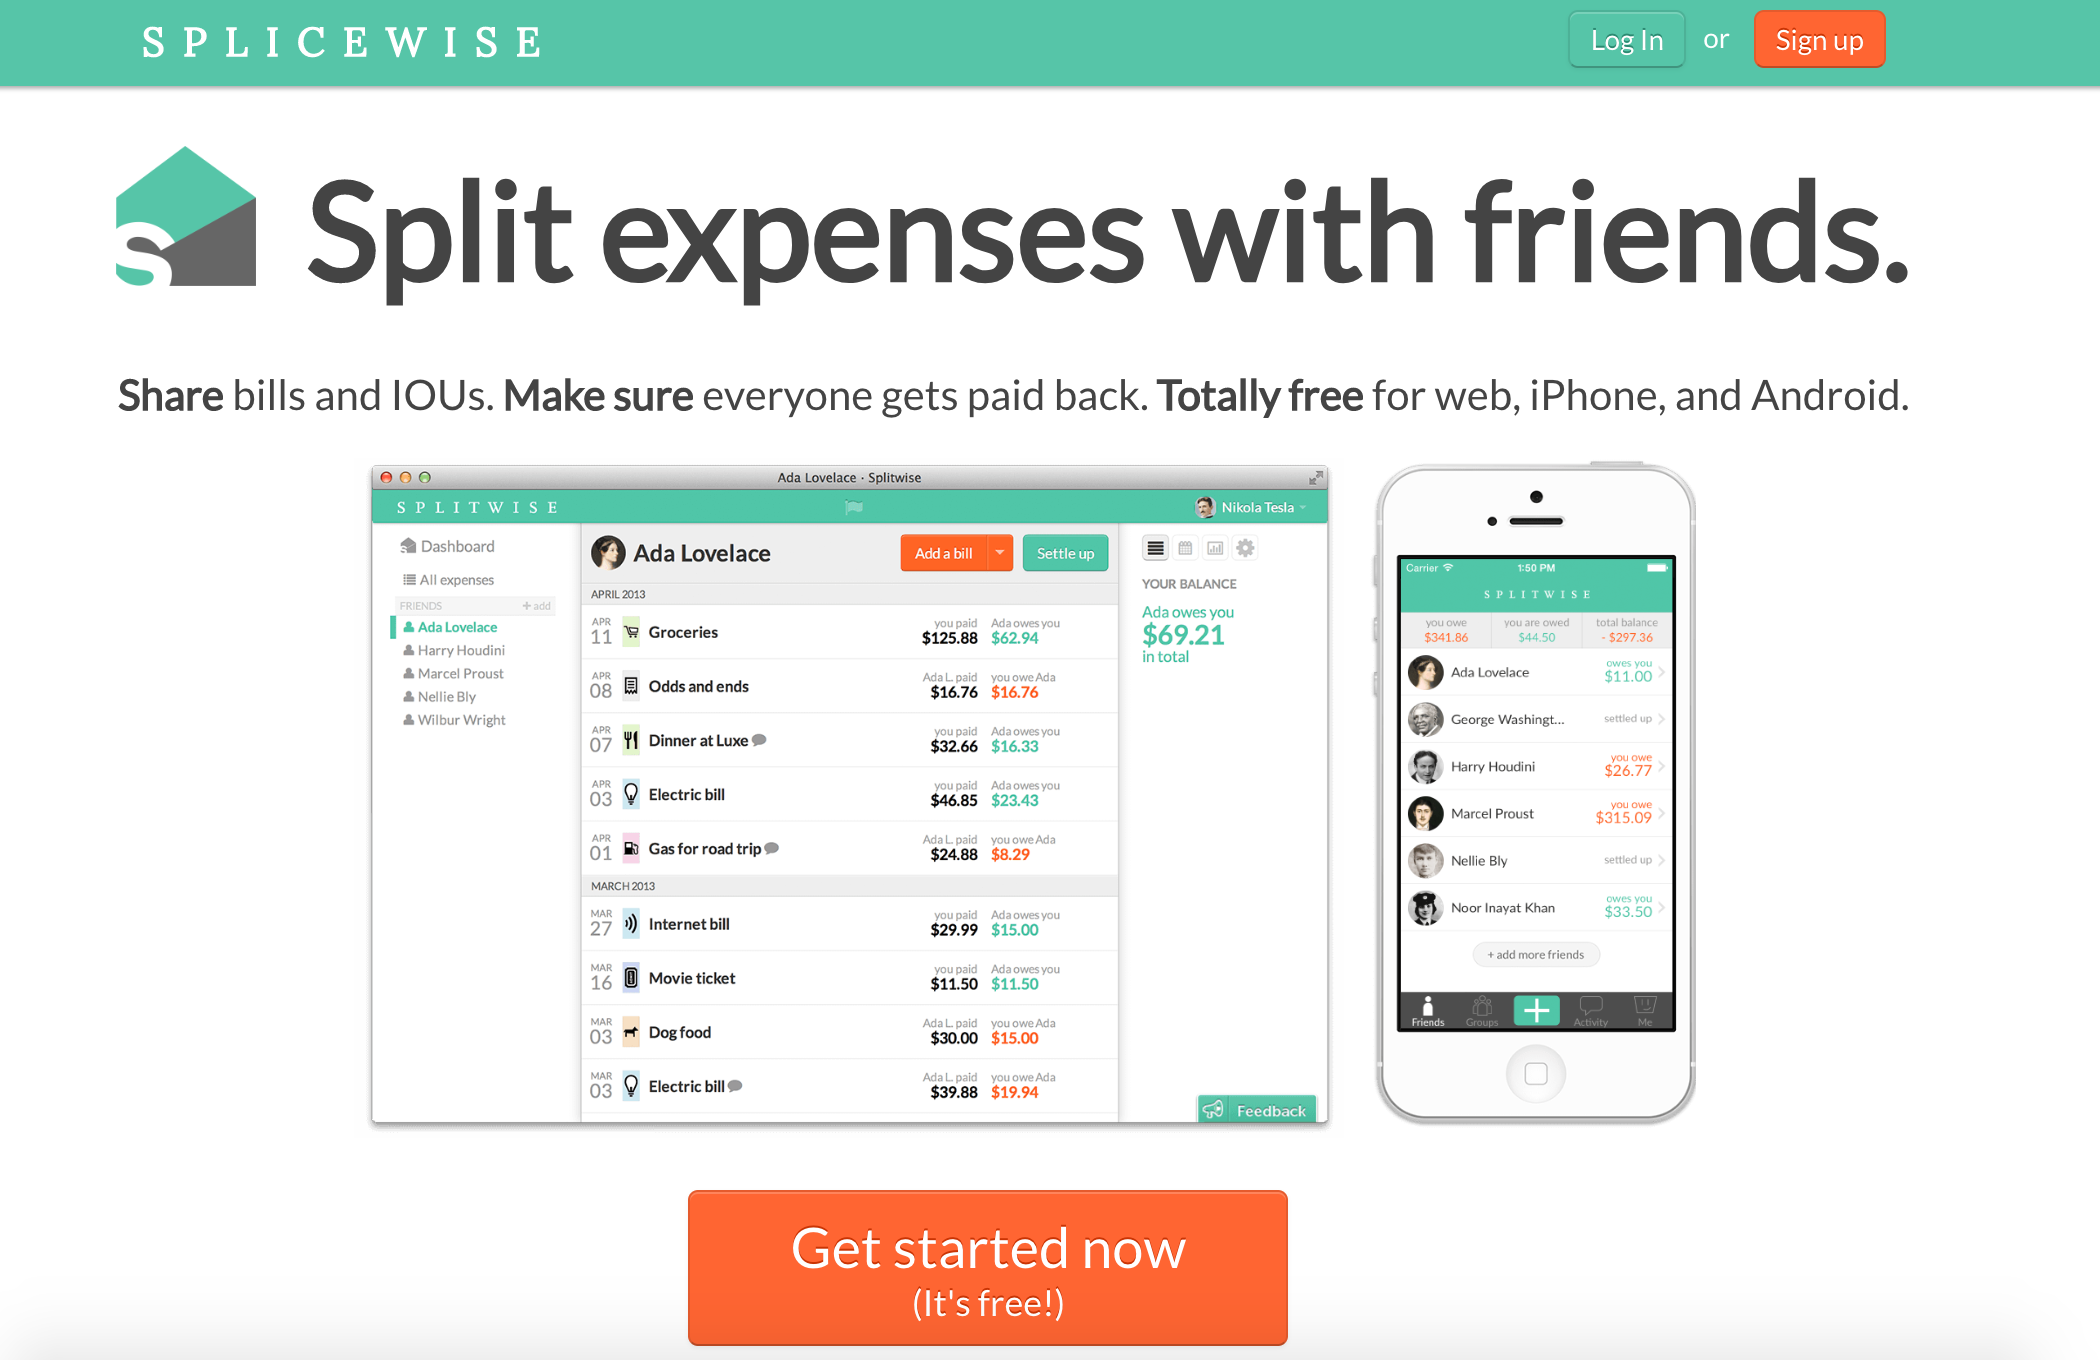 SPLICEWISE
Log In or Sign up
Split expenses with friends.
Share bills and IOUs. Make sure everyone gets paid back. Totally free for web, iPhone, and Android.
Ada Lovelace · Splitwise
SPLITWISE
Nikola Tesla
Dashboard
All expenses
FRIENDS + add
Ada Lovelace
Harry Houdini
Marcel Proust
Nellie Bly
Wilbur Wright
Ada Lovelace
Add a bill
Settle up
APRIL 2013
APR 11 Groceries you paid $125.88 Ada owes you $62.94
APR 08 Odds and ends Ada L. paid $16.76 you owe Ada $16.76
APR 07 Dinner at Luxe you paid $32.66 Ada owes you $16.33
APR 03 Electric bill you paid $46.85 Ada owes you $23.43
APR 01 Gas for road trip Ada L. paid $24.88 you owe Ada $8.29
MARCH 2013
MAR 27 Internet bill you paid $29.99 Ada owes you $15.00
MAR 16 Movie ticket you paid $11.50 Ada owes you $11.50
MAR 03 Dog food Ada L. paid $30.00 you owe Ada $15.00
MAR 03 Electric bill Ada L. paid $39.88 you owe Ada $19.94
YOUR BALANCE
Ada owes you
$69.21
in total
Feedback
Carrier 1:50 PM
SPLITWISE
you owe you are owed total balance
$341.86 $44.50 - $297.36
Ada Lovelace owes you $11.00
George Washingt... settled up
Harry Houdini you owe $26.77
Marcel Proust you owe $315.09
Nellie Bly settled up
Noor Inayat Khan owes you $33.50
+ add more friends
Friends Groups Activity Me
Get started now
(It's free!)